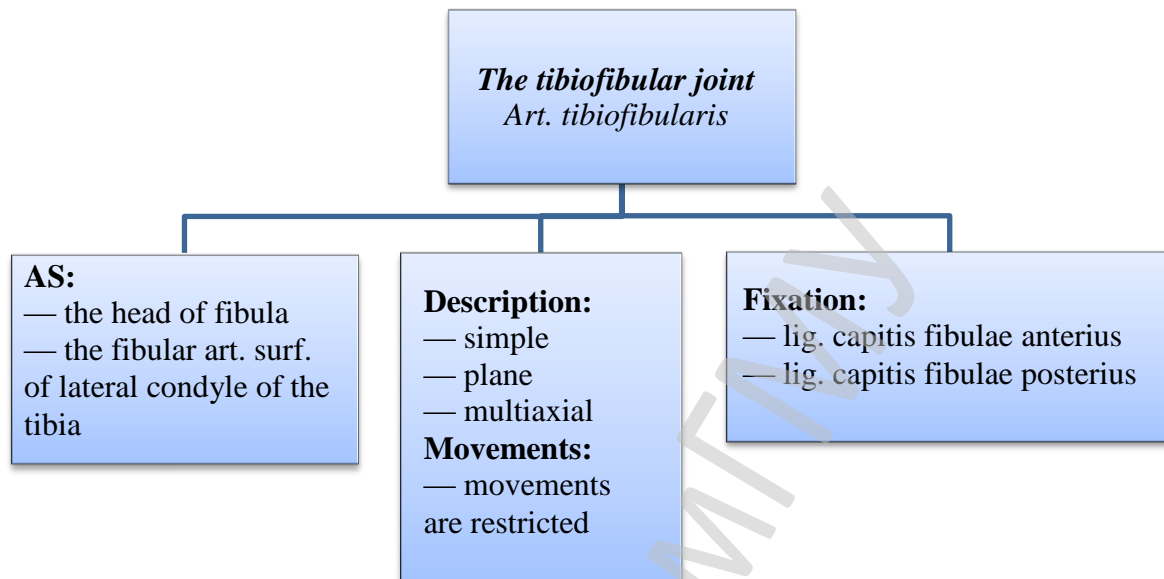 The tibiofibular joint
Art. tibiofibularis
AS:
— the head of fibula
— the fibular art. surf.
of lateral condyle of the
tibia
Description:
— simple
— plane
— multiaxial
Movements:
— movements
are restricted
Fixation:
— lig. capitis fibulae anterius
— lig. capitis fibulae posterius
МГМУ